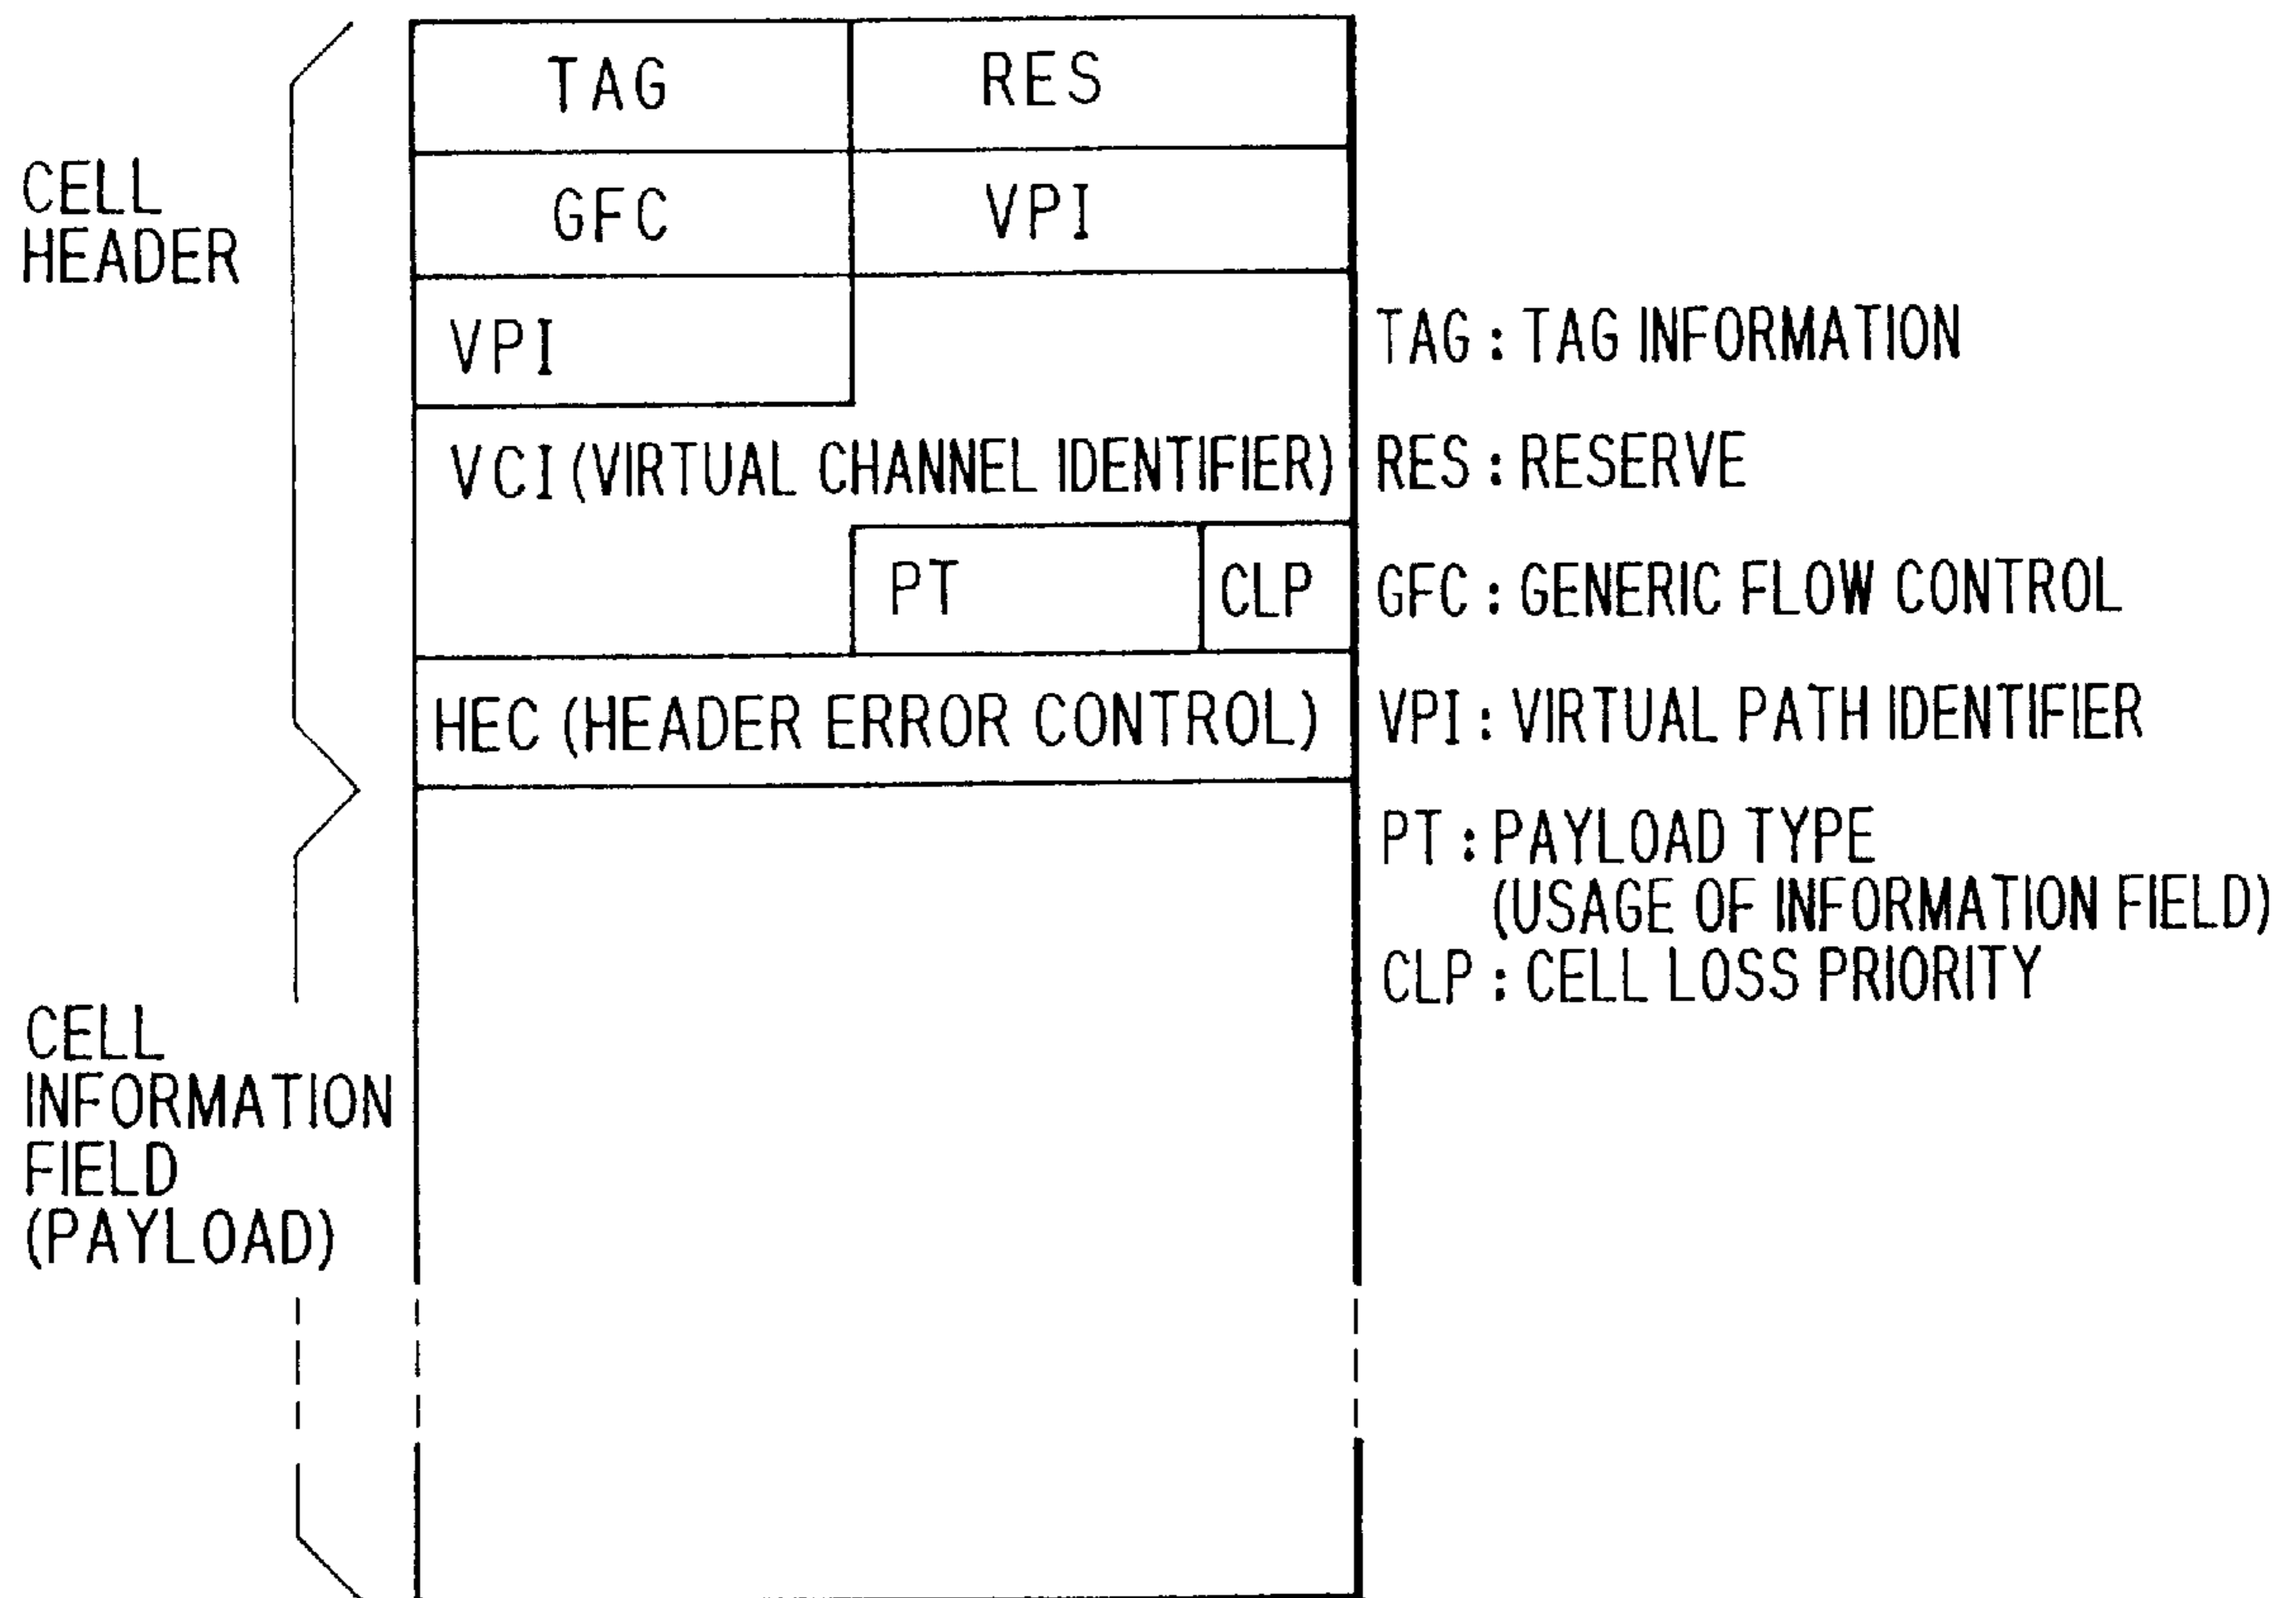 CELL
HEADER
TAG
RES
GFC
VPI
VPI
VCI (VIRTUAL CHANNEL IDENTIFIER)
PT
CLP
HEC (HEADER ERROR CONTROL)
TAG : TAG INFORMATION
RES : RESERVE
GFC : GENERIC FLOW CONTROL
VPI : VIRTUAL PATH IDENTIFIER
PT : PAYLOAD TYPE
(USAGE OF INFORMATION FIELD)
CLP : CELL LOSS PRIORITY
CELL
INFORMATION
FIELD
(PAYLOAD)